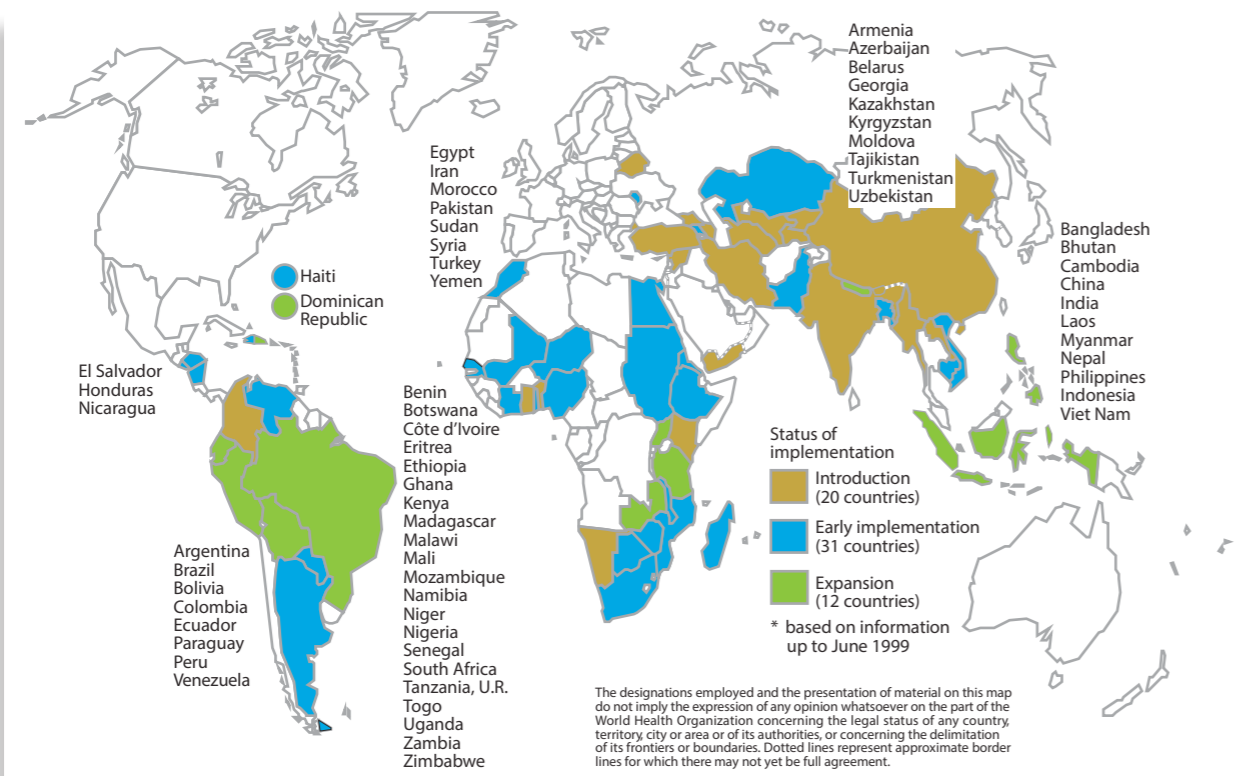 Armenia
Azerbaijan
Belarus
Georgia
Kazakhstan
Kyrgyzstan
Moldova
Tajikistan
Turkmenistan
Uzbekistan
Egypt
Iran
Morocco
Pakistan
Sudan
Syria
Turkey
Yemen
Bangladesh
Bhutan
Cambodia
China
India
Laos
Myanmar
Nepal
Philippines
Indonesia
Viet Nam
Haiti
Dominican
Republic
El Salvador
Honduras
Nicaragua
Benin
Botswana
Côte d’Ivoire
Eritrea
Ethiopia
Ghana
Kenya
Madagascar
Malawi
Mali
Mozambique
Namibia
Niger
Nigeria
Senegal
South Africa
Tanzania, U.R.
Togo
Uganda
Zambia
Zimbabwe
Argentina
Brazil
Bolivia
Colombia
Ecuador
Paraguay
Peru
Venezuela
Status of
implementation
Introduction
(20 countries)
Early implementation
(31 countries)
Expansion
(12 countries)
* based on information
up to June 1999
The designations employed and the presentation of material on this map
do not imply the expression of any opinion whatsoever on the part of the
World Health Organization concerning the legal status of any country,
territory, city or area or of its authorities, or concerning the delimitation
of its frontiers or boundaries. Dotted lines represent approximate border
lines for which there may not yet be full agreement.